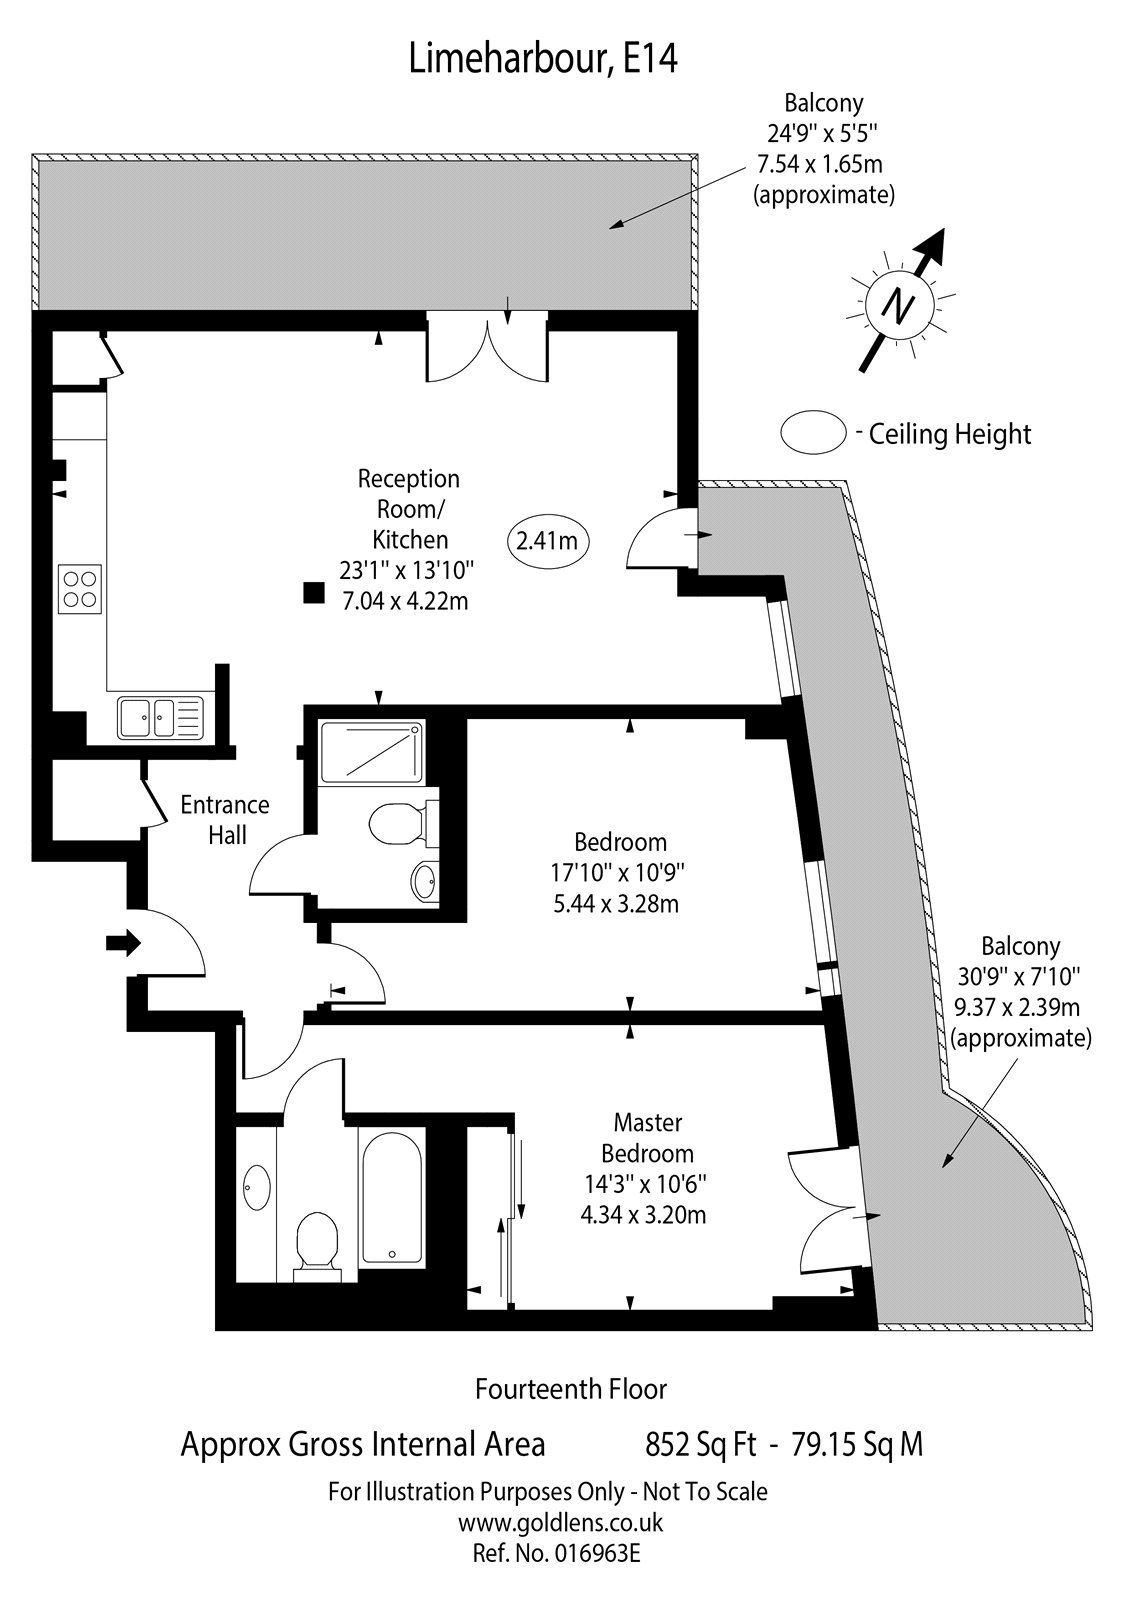 Limeharbour, E14
Balcony
24'9" x 5'5"
7.54 x 1.65m
(approximate)
N
- Ceiling Height
Reception
Room/
Kitchen
23'1" x 13'10"
7.04 x 4.22m
2.41m
Entrance
Hall
Bedroom
17'10" x 10'9"
5.44 x 3.28m
Balcony
30'9" x 7'10"
9.37 x 2.39m
(approximate)
Master
Bedroom
14'3" x 10'6"
4.34 x 3.20m
Fourteenth Floor
Approx Gross Internal Area 852 Sq Ft - 79.15 Sq M
For Illustration Purposes Only - Not To Scale
www.goldlens.co.uk
Ref. No. 016963E